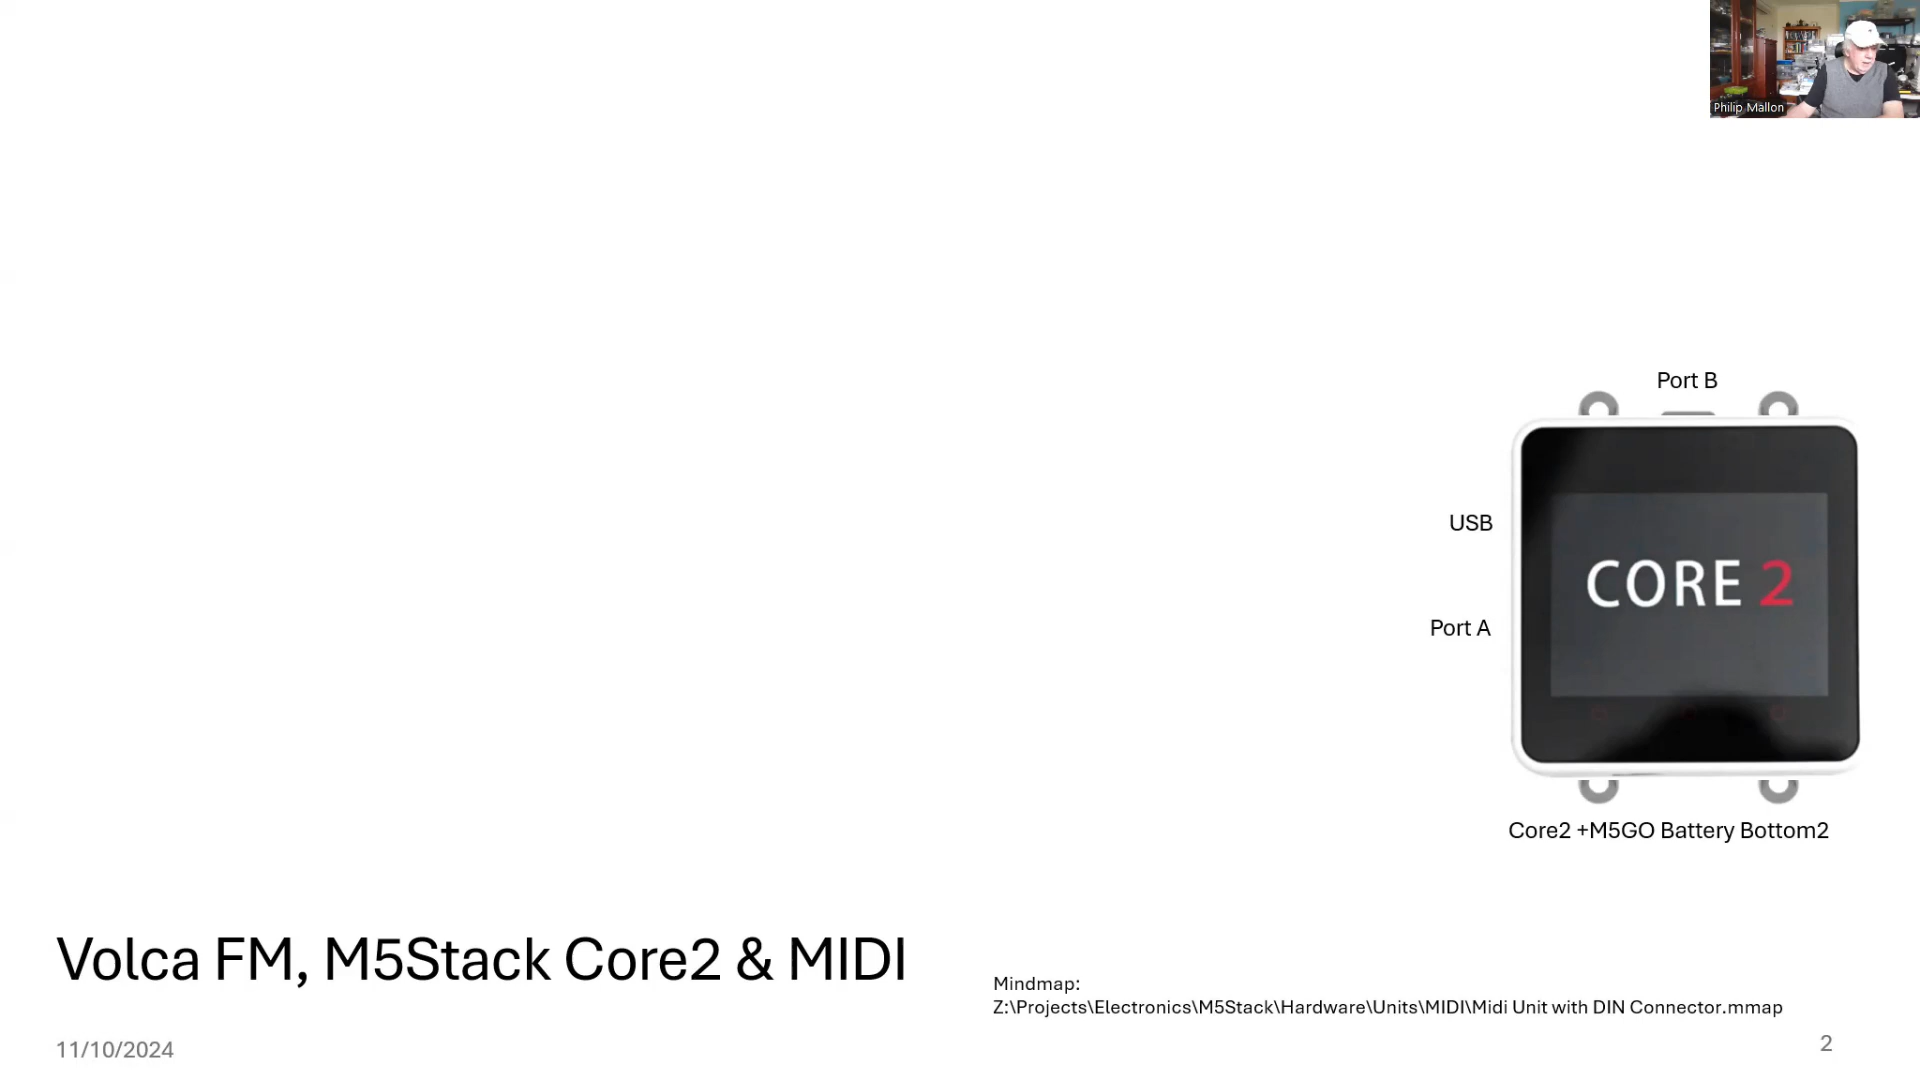 Philip Mallon
Port B
USB
CORE 2
Port A
Core2 +M5GO Battery Bottom2
Volca FM, M5Stack Core2 & MIDI
Mindmap:
Z:\Projects\Electronics\M5Stack\Hardware\Units\MIDI\Midi Unit with DIN Connector.mmap
11/10/2024
2